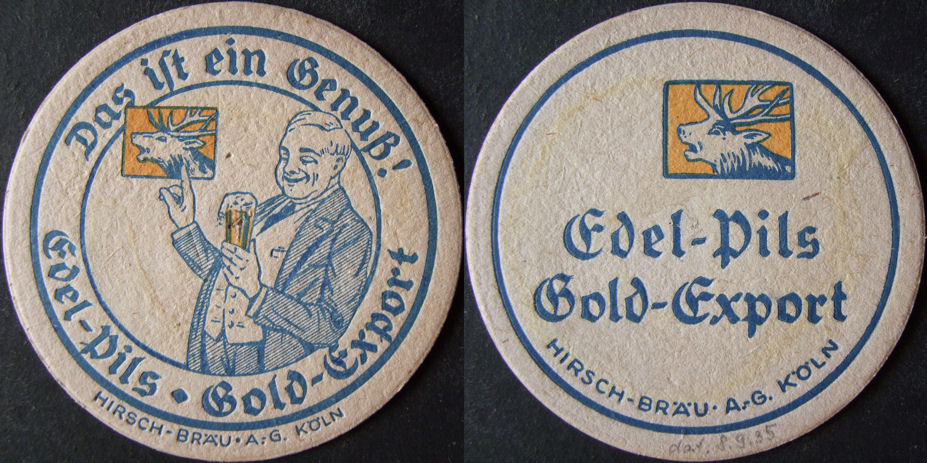 Das ist ein Genuß!
Edel-Pils • Gold-Export
HIRSCH-BRÄU • A.-G. KÖLN
Edel-Pils
Gold-Export
HIRSCH-BRÄU • A.-G. KÖLN
dat. 8.9.35